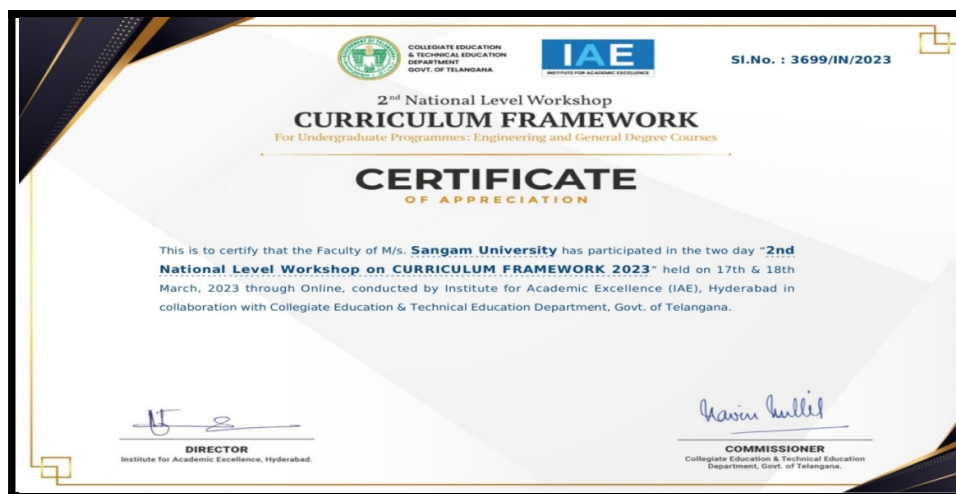 COLLEGIATE EDUCATION
& TECHNICAL EDUCATION
DEPARTMENT
GOVT. OF TELANGANA
IAE
INSTITUTE FOR ACADEMIC EXCELLENCE
Sl.No. : 3699/IN/2023
2nd National Level Workshop
CURRICULUM FRAMEWORK
For Undergraduate Programmes: Engineering and General Degree Courses
CERTIFICATE
OF APPRECIATION
This is to certify that the Faculty of M/s. Sangam University has participated in the two day "2nd
National Level Workshop on CURRICULUM FRAMEWORK 2023" held on 17th & 18th
March, 2023 through Online, conducted by Institute for Academic Excellence (IAE), Hyderabad in
collaboration with Collegiate Education & Technical Education Department, Govt. of Telangana.
DIRECTOR
Institute for Academic Excellence, Hyderabad.
COMMISSIONER
Collegiate Education & Technical Education
Department, Govt. of Telangana.